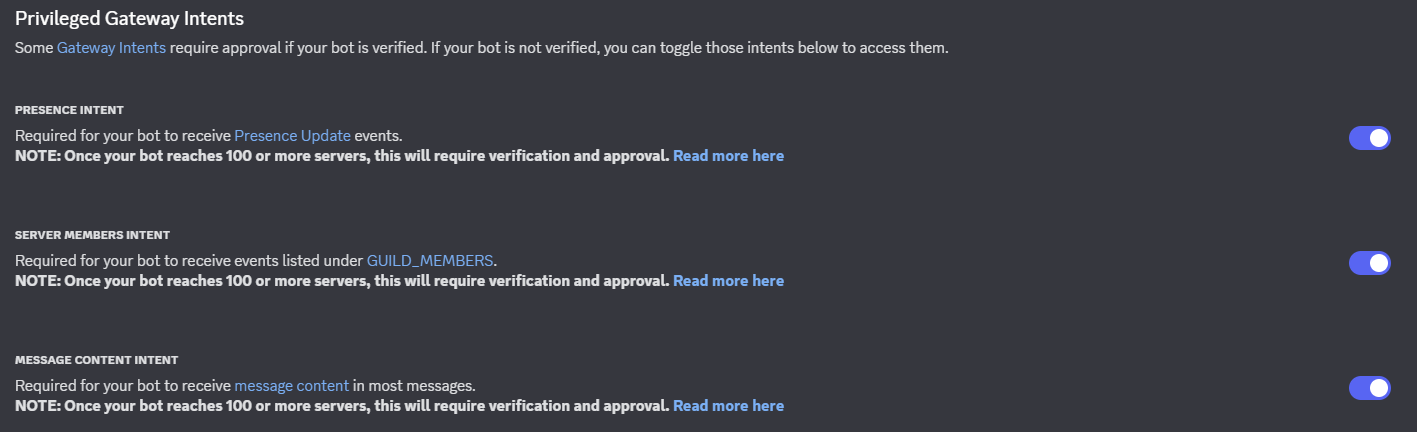 Privileged Gateway Intents
Some Gateway Intents require approval if your bot is verified. If your bot is not verified, you can toggle those intents below to access them.
PRESENCE INTENT
Required for your bot to receive Presence Update events.
NOTE: Once your bot reaches 100 or more servers, this will require verification and approval. Read more here
SERVER MEMBERS INTENT
Required for your bot to receive events listed under GUILD_MEMBERS.
NOTE: Once your bot reaches 100 or more servers, this will require verification and approval. Read more here
MESSAGE CONTENT INTENT
Required for your bot to receive message content in most messages.
NOTE: Once your bot reaches 100 or more servers, this will require verification and approval. Read more here